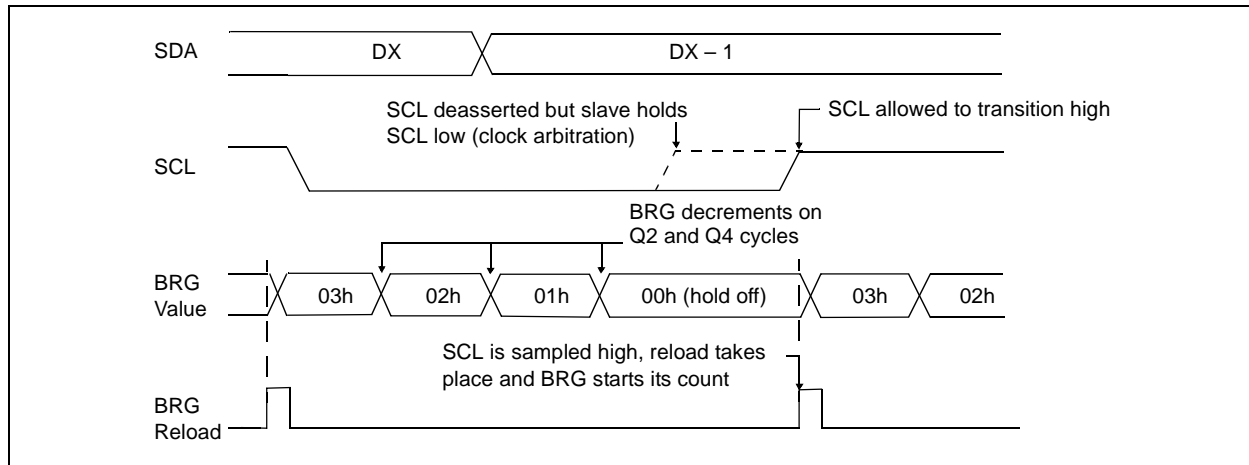 SDA
DX
DX – 1
SCL deasserted but slave holds
SCL low (clock arbitration)
SCL allowed to transition high
SCL
BRG decrements on
Q2 and Q4 cycles
BRG
Value
03h
02h
01h
00h (hold off)
03h
02h
SCL is sampled high, reload takes
place and BRG starts its count
BRG
Reload